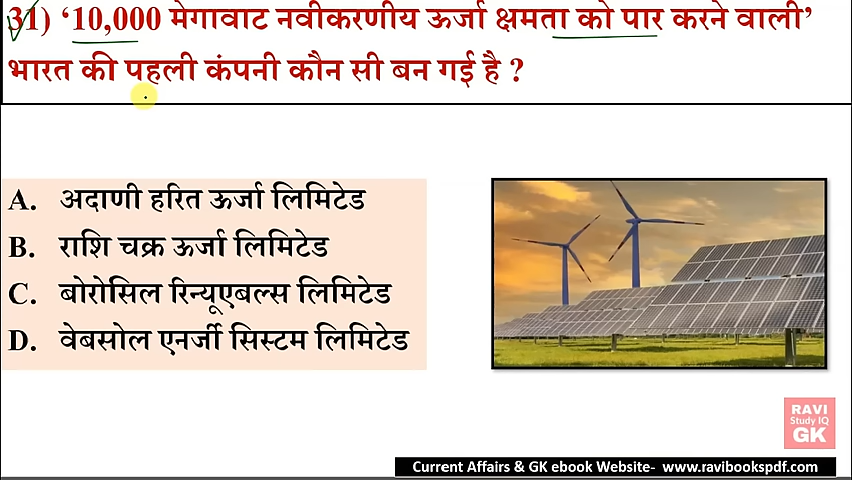 31) ‘10,000 मेगावाट नवीकरणीय ऊर्जा क्षमता को पार करने वाली’
भारत की पहली कंपनी कौन सी बन गई है ?
A. अदाणी हरित ऊर्जा लिमिटेड
B. राशि चक्र ऊर्जा लिमिटेड
C. बोरोसिल रिन्यूएबल्स लिमिटेड
D. वेबसोल एनर्जी सिस्टम लिमिटेड
RAVI
Study IQ
GK
Current Affairs & GK ebook Website- www.ravibookspdf.com